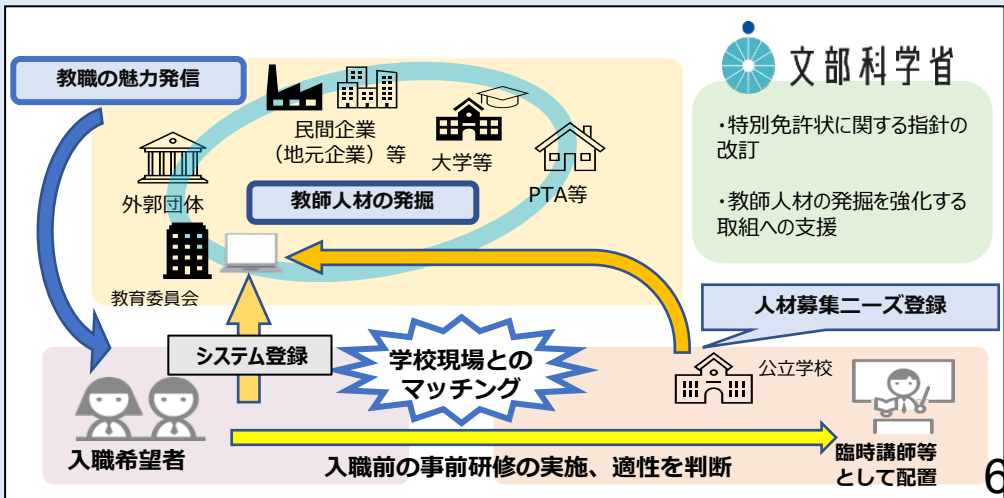 教職の魅力発信
文部科学省
・特別免許状に関する指針の
改訂
・教師人材の発掘を強化する
取組への支援
民間企業
（地元企業）等
大学等
PTA等
外郭団体
教師人材の発掘
教育委員会
人材募集ニーズ登録
システム登録
学校現場との
マッチング
公立学校
入職希望者
入職前の事前研修の実施、適性を判断
臨時講師等
として配置
6